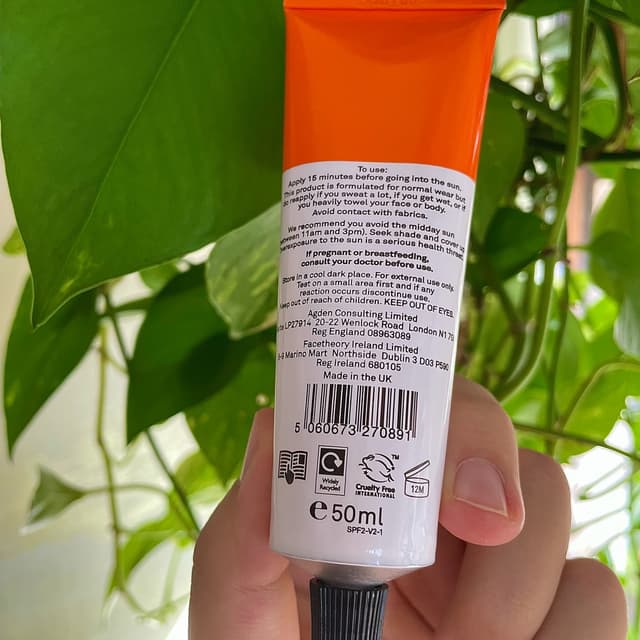 To use:
Apply 15 minutes before going into the sun.
This product is formulated for normal wear but
so reapply if you sweat a lot, if you get wet, or if
you heavily towel your face or body.
Avoid contact with fabrics.
We recommend you avoid the midday sun
between 11am and 3pm). Seek shade and cover up
overexposure to the sun is a serious health threat
If pregnant or breastfeeding,
consult your doctor before use.
Store in a cool dark place. For external use only.
Test on a small area first and if any
reaction occurs discontinue use.
Keep out of reach of children. KEEP OUT OF EYES.
Agden Consulting Limited
LP27914 20-22 Wenlock Road London N1 7G
Reg England 08963089
Facetheory Ireland Limited
Marino Mart Northside Dublin 3 D03 P590
Reg Ireland 680105
Made in the UK
5 060673 270891
Widely Recycled
Cruelty Free
INTERNATIONAL
TM
12M
e50ml
SPF2-V2-1